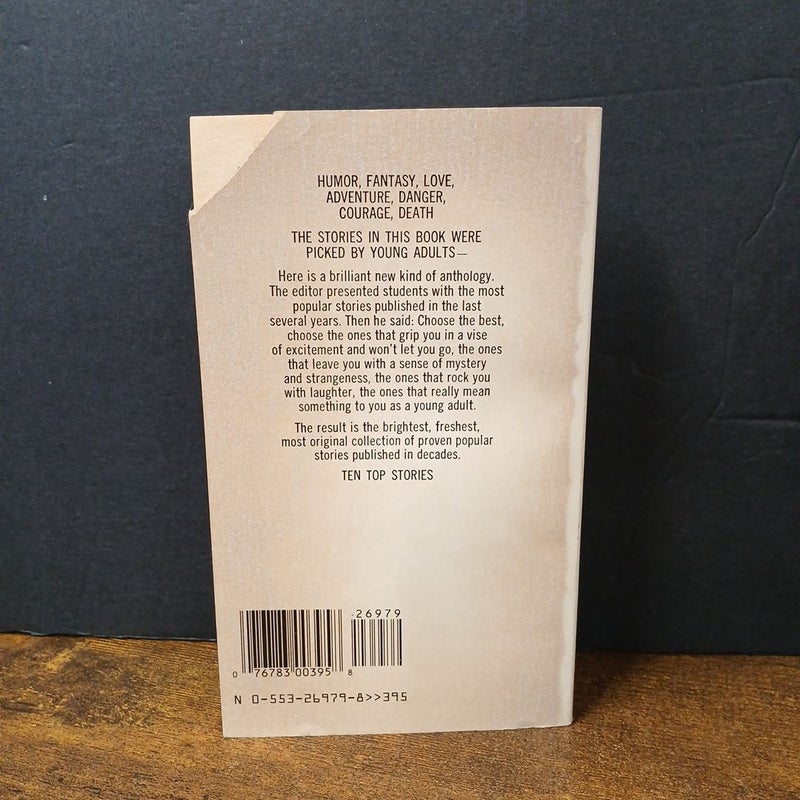 HUMOR, FANTASY, LOVE,
ADVENTURE, DANGER,
COURAGE, DEATH
THE STORIES IN THIS BOOK WERE
PICKED BY YOUNG ADULTS—
Here is a brilliant new kind of anthology.
The editor presented students with the most
popular stories published in the last
several years. Then he said: Choose the best,
choose the ones that grip you in a vise
of excitement and won't let you go, the ones
that leave you with a sense of mystery
and strangeness, the ones that rock you
with laughter, the ones that really mean
something to you as a young adult.
The result is the brightest, freshest,
most original collection of proven popular
stories published in decades.
TEN TOP STORIES
26979
0 76783 00395 8
N 0-553-26979-8>>395